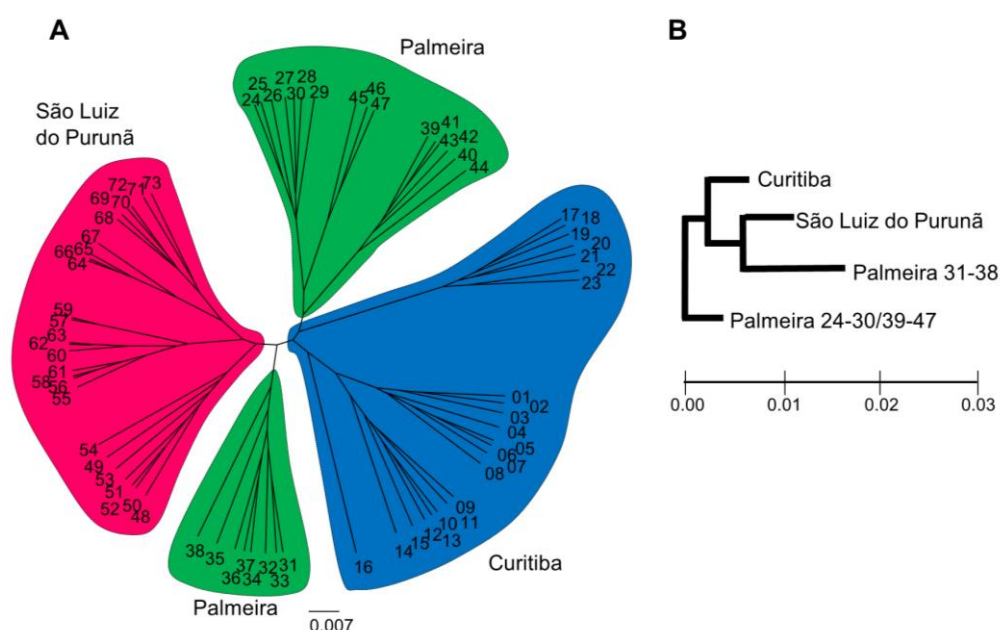 A
B
Palmeira
27 28
25
24 26 30 29
45 46
47
39 41
43 42
40
44
São Luiz
do Purunã
72 71 73
69 70
68
67
66 65
64
59
57
62 63
60
61
58 56
55
54
49
53
51
52 50 48
17 18
19
20
21
22
23
01 02
03
04
06 05
08 07
09
10 11
12
14 15 13
16
Curitiba
38 35
37 32 31
36 34 33
Palmeira
0.007
Curitiba
São Luiz do Purunã
Palmeira 31-38
Palmeira 24-30/39-47
0.00 0.01 0.02 0.03